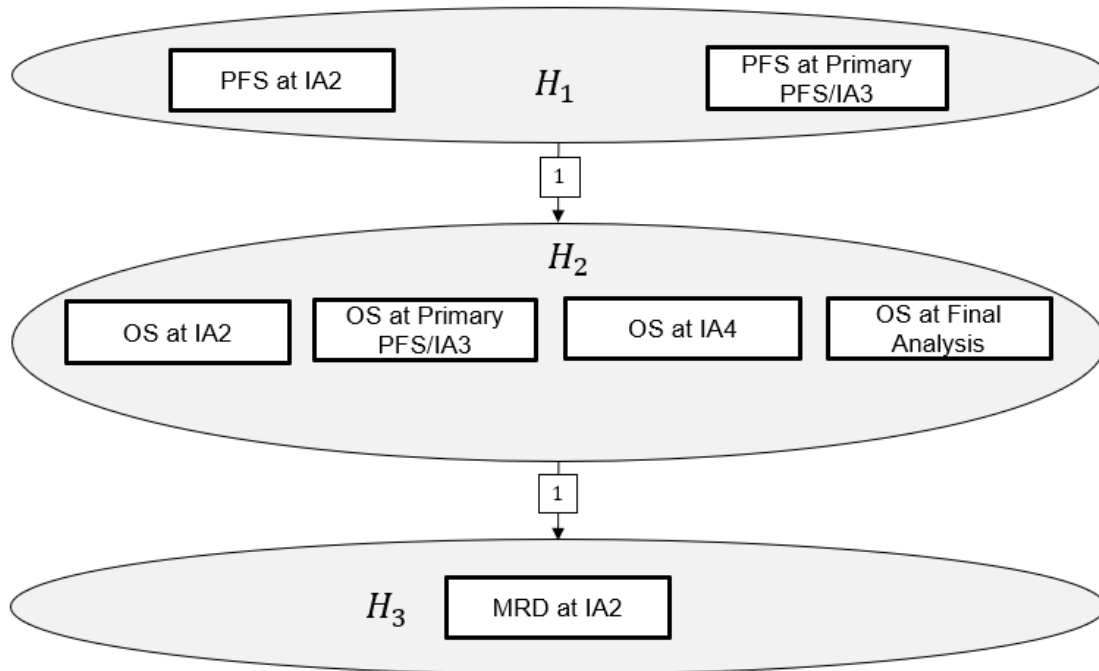 PFS at IA2
H₁
PFS at Primary
PFS/IA3
1
H₂
OS at IA2
OS at Primary
PFS/IA3
OS at IA4
OS at Final
Analysis
1
H₃
MRD at IA2